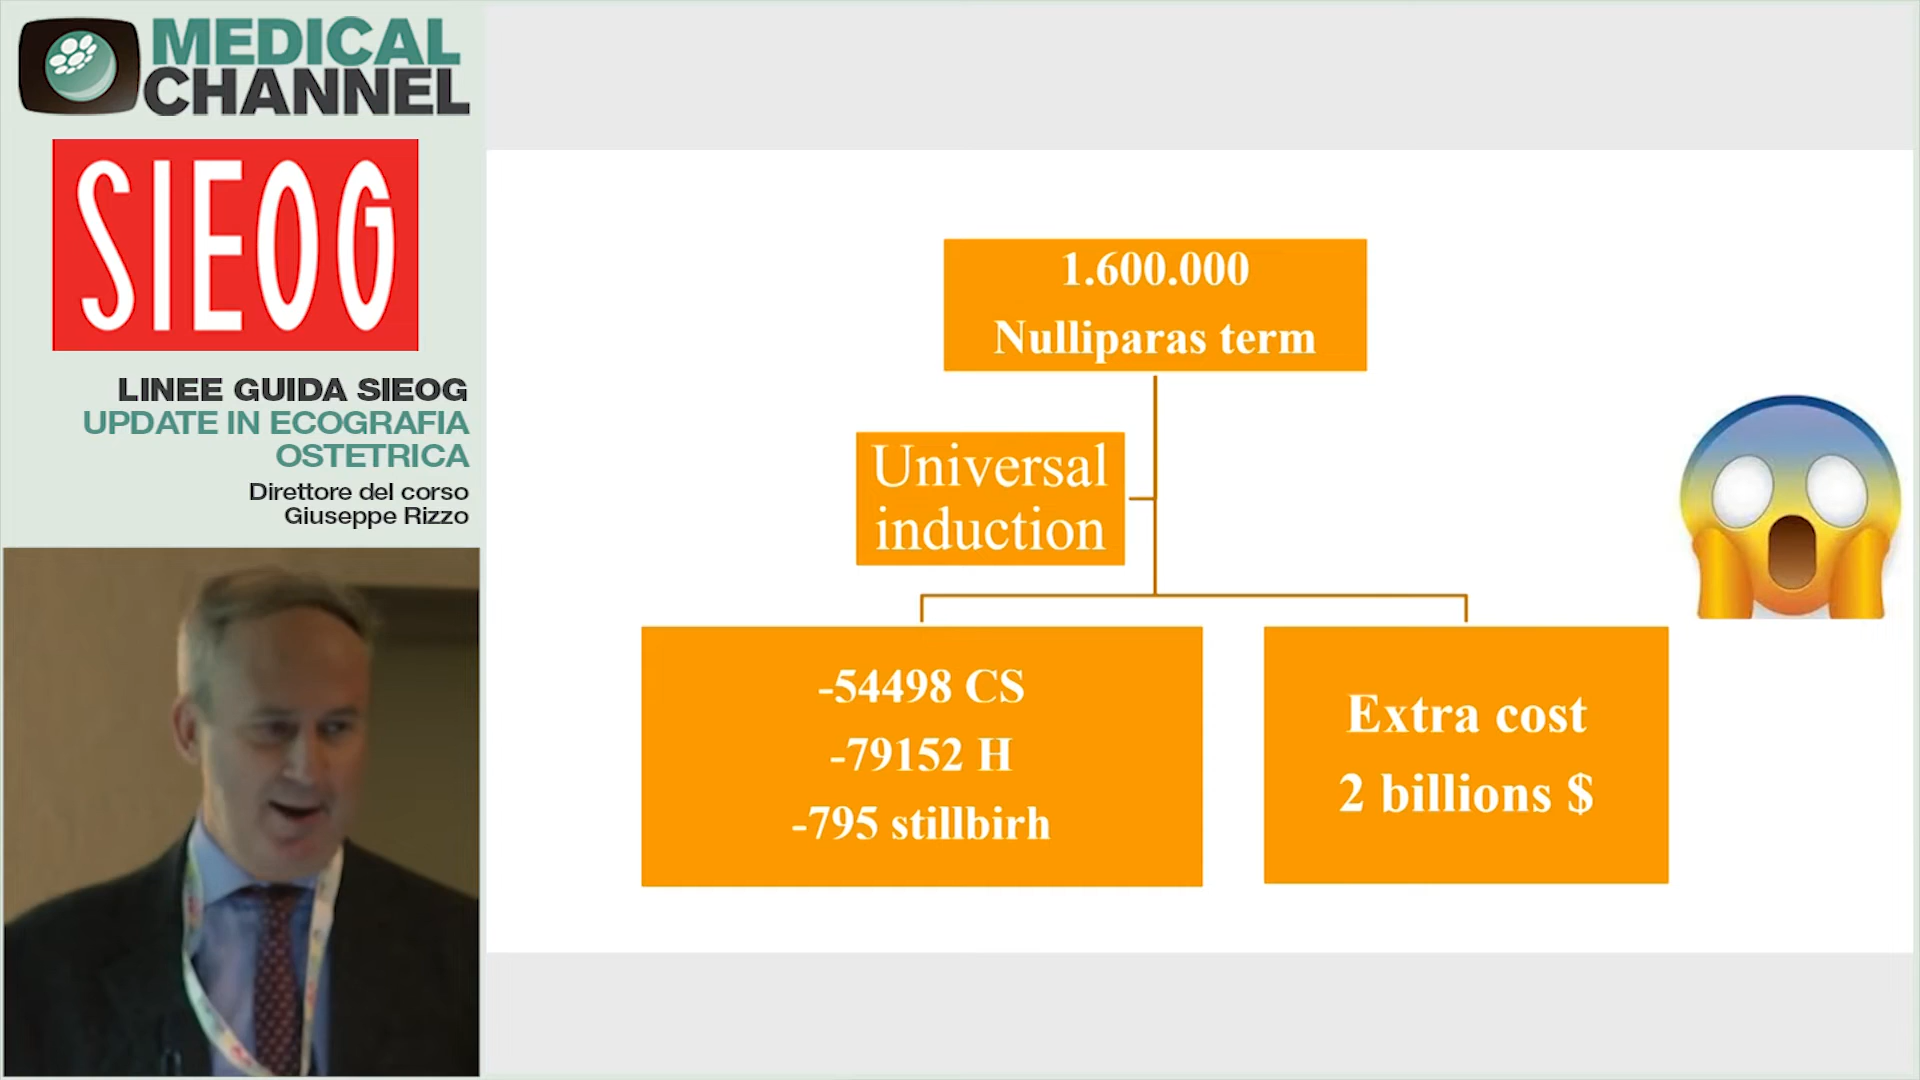 MEDICAL
CHANNEL
SIEOG
LINEE GUIDA SIEOG
UPDATE IN ECOGRAFIA
OSTETRICA
Direttore del corso
Giuseppe Rizzo
1.600.000
Nulliparas term
Universal
induction
-54498 CS
-79152 H
-795 stillbirh
Extra cost
2 billions $